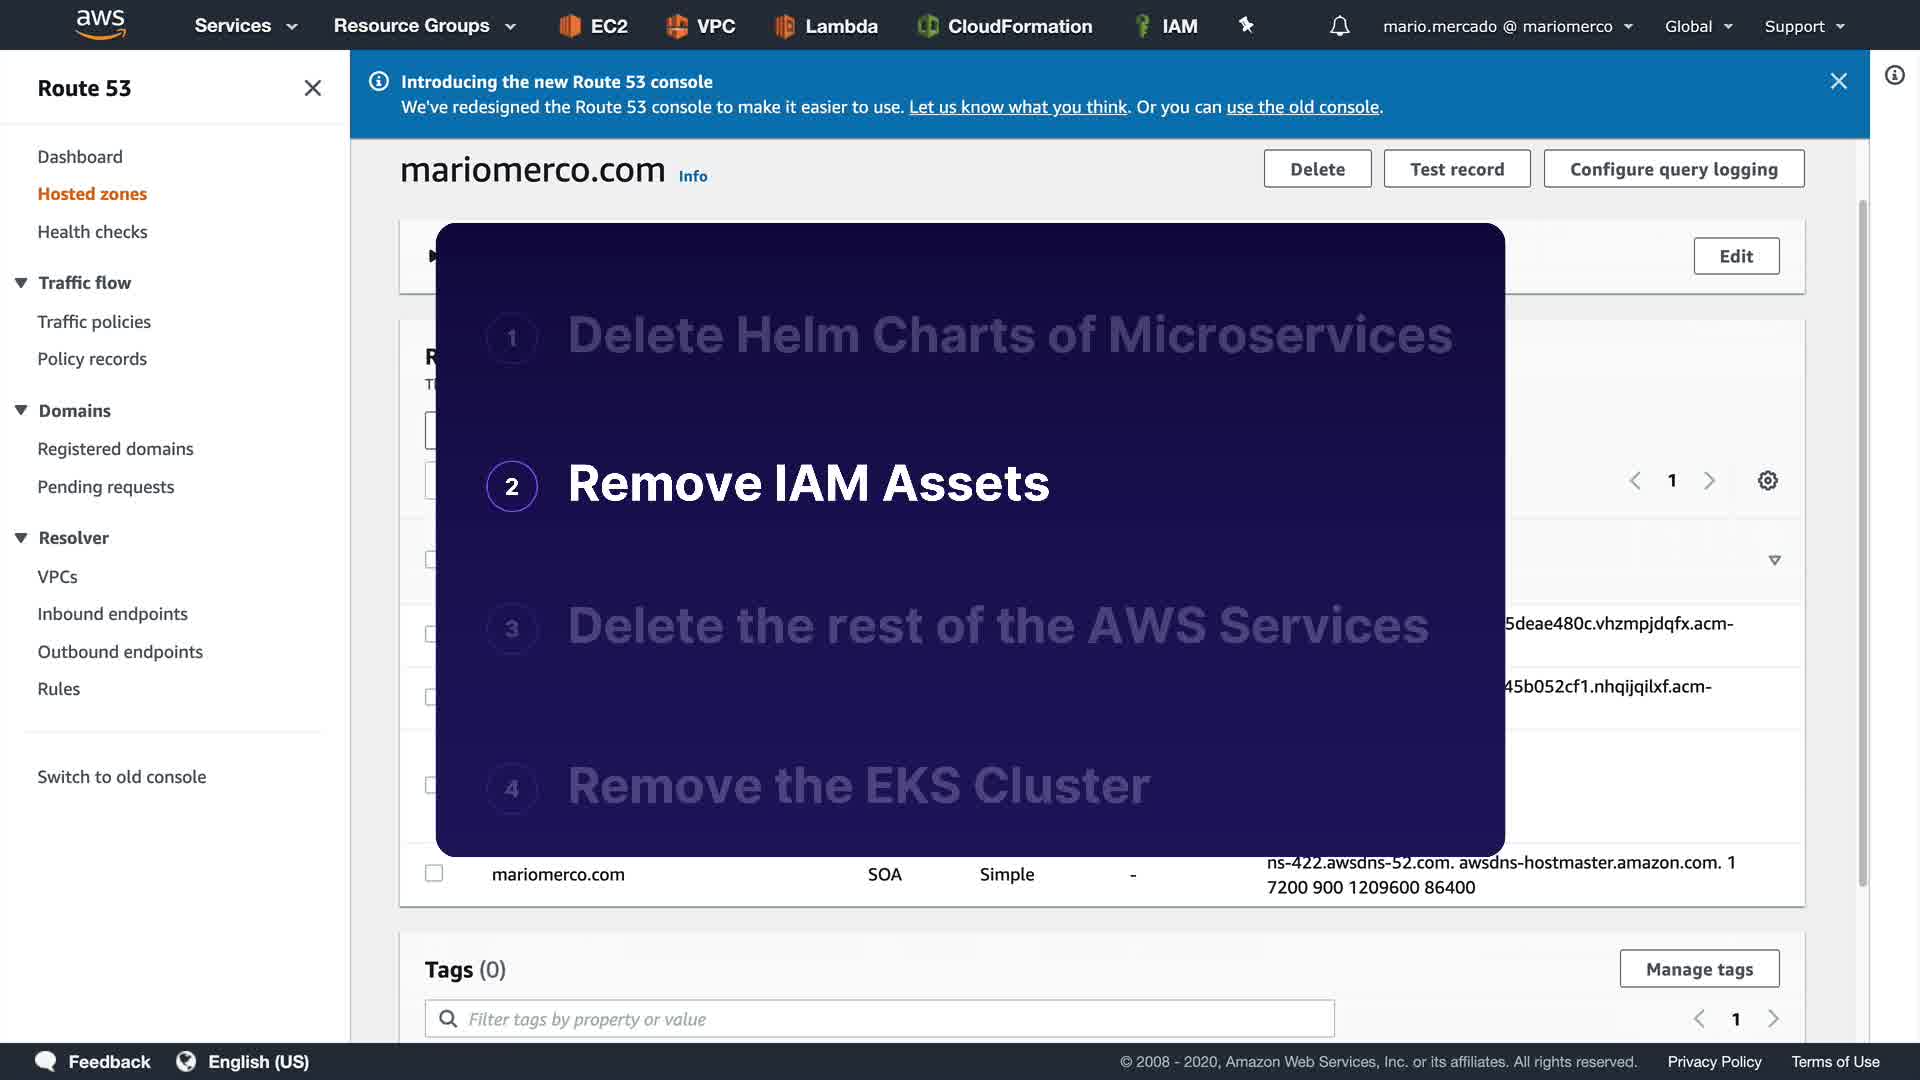 aws
Services
Resource Groups
EC2
VPC
Lambda
CloudFormation
IAM
mario.mercado @ mariomerco
Global
Support
Route 53
Dashboard
Hosted zones
Health checks
Traffic flow
Traffic policies
Policy records
Domains
Registered domains
Pending requests
Resolver
VPCs
Inbound endpoints
Outbound endpoints
Rules
Switch to old console
Introducing the new Route 53 console
We've redesigned the Route 53 console to make it easier to use. Let us know what you think. Or you can use the old console.
mariomerco.com Info
Delete
Test record
Configure query logging
Edit
1 Delete Helm Charts of Microservices
2 Remove IAM Assets
3 Delete the rest of the AWS Services
4 Remove the EKS Cluster
1
5deae480c.vhzmpjdqfx.acm-
45b052cf1.nhqijqilxf.acm-
mariomerco.com
SOA
Simple
-
ns-422.awsdns-52.com. awsdns-hostmaster.amazon.com. 1
7200 900 1209600 86400
Tags (0)
Manage tags
Filter tags by property or value
1
Feedback
English (US)
© 2008 - 2020, Amazon Web Services, Inc. or its affiliates. All rights reserved.
Privacy Policy
Terms of Use